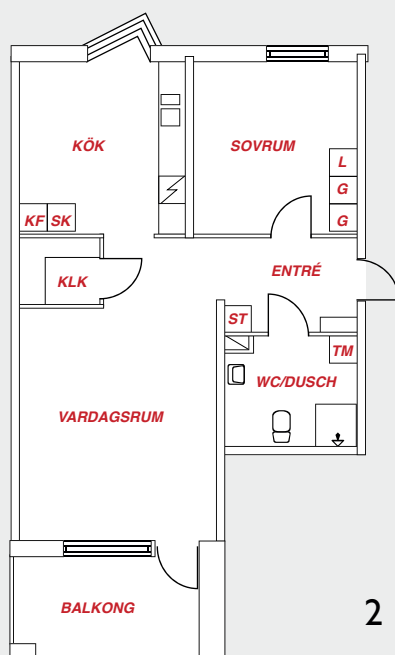 KÖK
SOVRUM
L
G
KF SK
G
KLK
ENTRÉ
ST
TM
WC/DUSCH
VARDAGSRUM
BALKONG
2